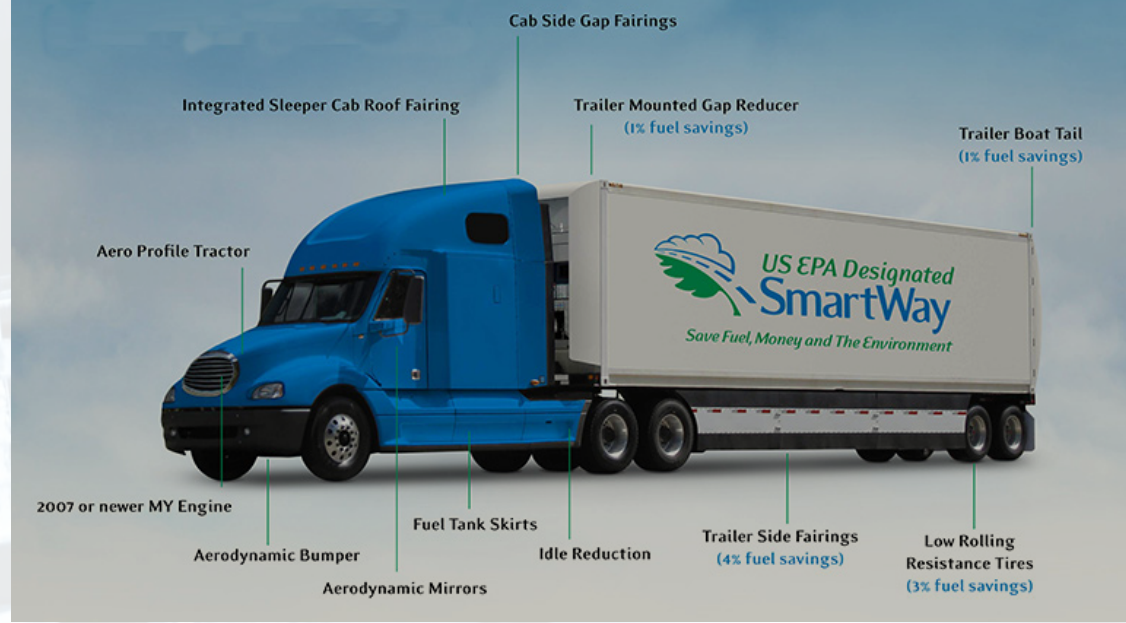 Cab Side Gap Fairings
Integrated Sleeper Cab Roof Fairing
Trailer Mounted Gap Reducer
(1% fuel savings)
Trailer Boat Tail
(1% fuel savings)
Aero Profile Tractor
US EPA Designated
SmartWay
Save Fuel, Money and The Environment
2007 or newer MY Engine
Aerodynamic Bumper
Aerodynamic Mirrors
Fuel Tank Skirts
Idle Reduction
Trailer Side Fairings
(4% fuel savings)
Low Rolling
Resistance Tires
(3% fuel savings)